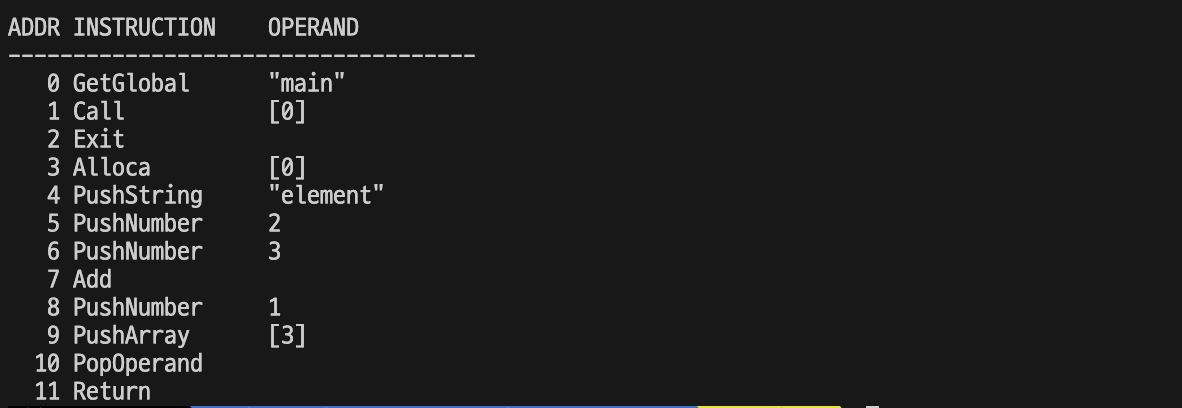 ADDR INSTRUCTION    OPERAND
------------------------------------
   0 GetGlobal      "main"
   1 Call           [0]
   2 Exit
   3 Alloca         [0]
   4 PushString     "element"
   5 PushNumber     2
   6 PushNumber     3
   7 Add
   8 PushNumber     1
   9 PushArray      [3]
  10 PopOperand
  11 Return